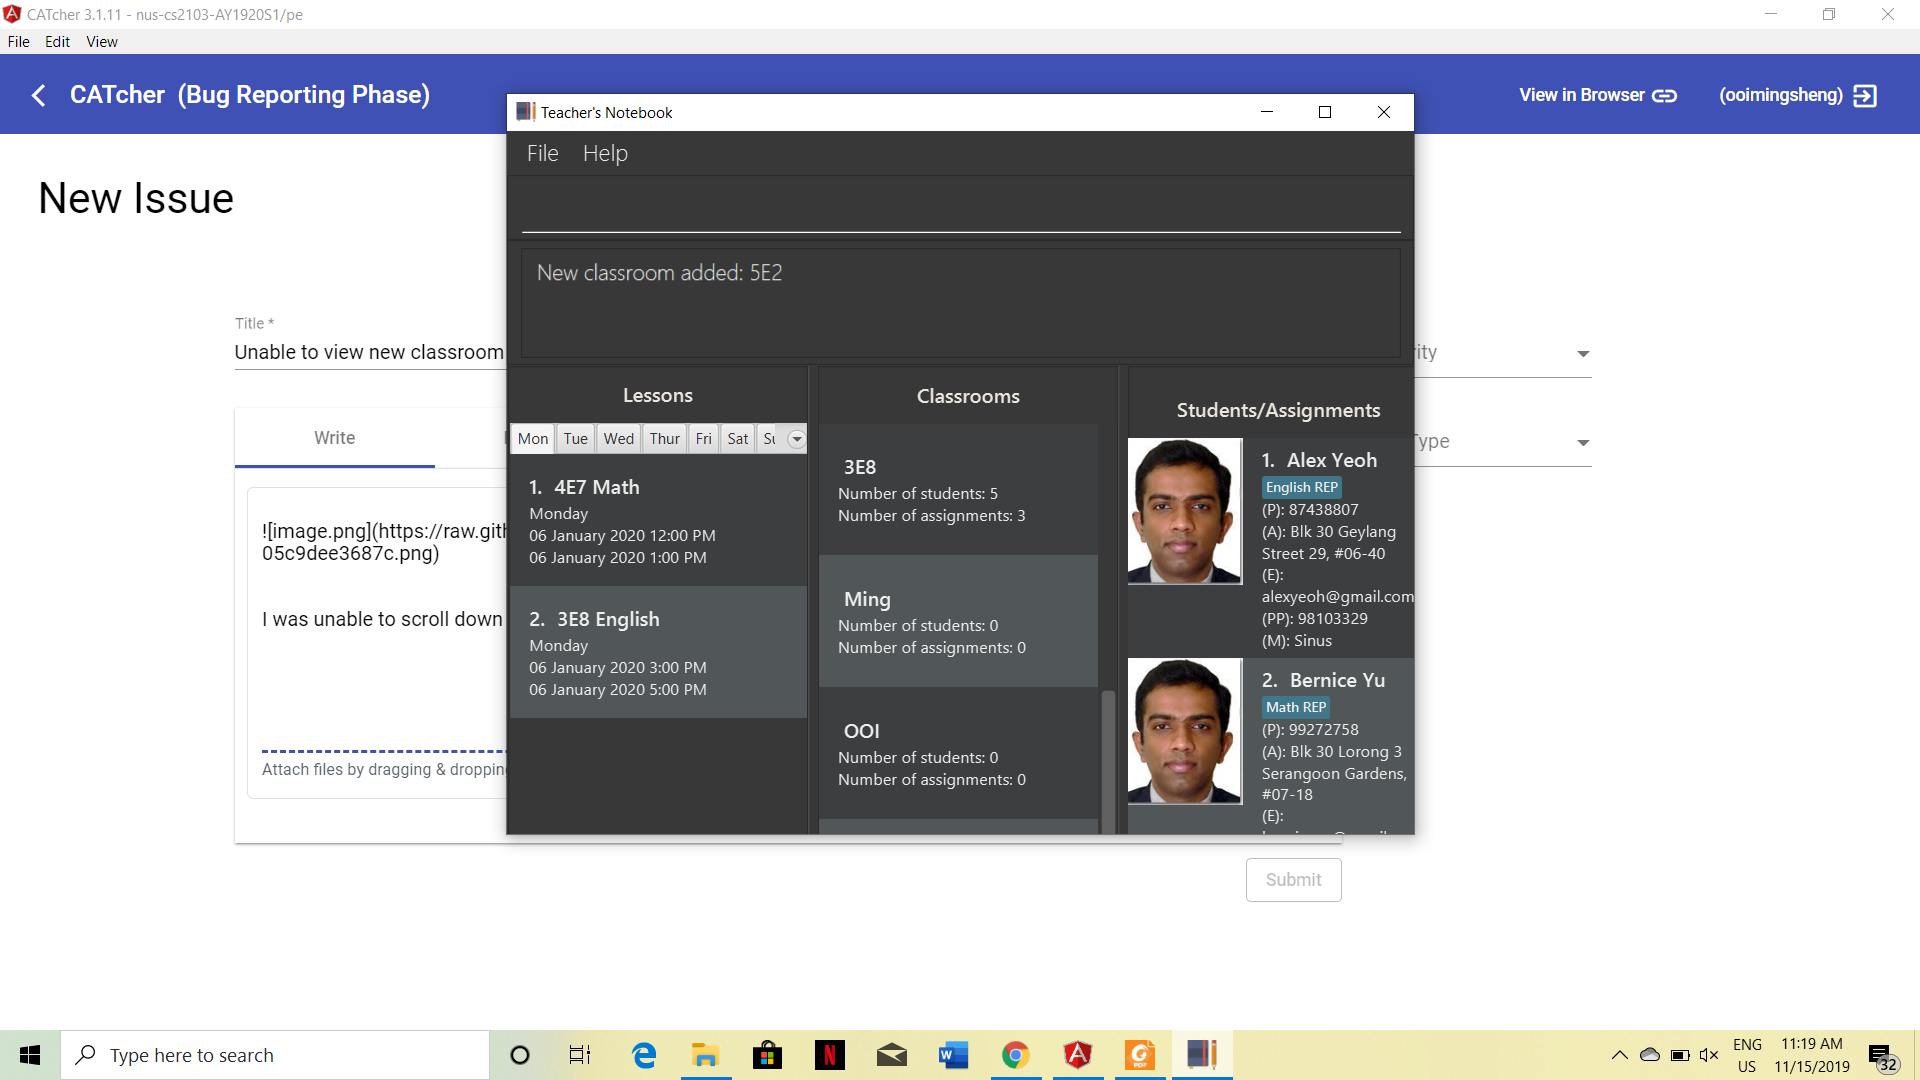 CATcher 3.1.11 - nus-cs2103-AY1920S1/pe
File Edit View
CATcher (Bug Reporting Phase)
View in Browser
(ooimingsheng)
New Issue
Title *
Unable to view new classroom
Write
![image.png](https://raw.gith
05c9dee3687c.png)
I was unable to scroll down
Attach files by dragging & dropping
Submit
Teacher's Notebook
File Help
New classroom added: 5E2
Lessons
Mon Tue Wed Thur Fri Sat
1. 4E7 Math
Monday
06 January 2020 12:00 PM
06 January 2020 1:00 PM
2. 3E8 English
Monday
06 January 2020 3:00 PM
06 January 2020 5:00 PM
Classrooms
3E8
Number of students: 5
Number of assignments: 3
Ming
Number of students: 0
Number of assignments: 0
OOI
Number of students: 0
Number of assignments: 0
Students/Assignments
1. Alex Yeoh
English REP
(P): 87438807
(A): Blk 30 Geylang
Street 29, #06-40
(E):
alexyeoh@gmail.com
(PP): 98103329
(M): Sinus
2. Bernice Yu
Math REP
(P): 99272758
(A): Blk 30 Lorong 3
Serangoon Gardens,
#07-18
(E):
Type here to search
ENG
US
11:19 AM
11/15/2019
32